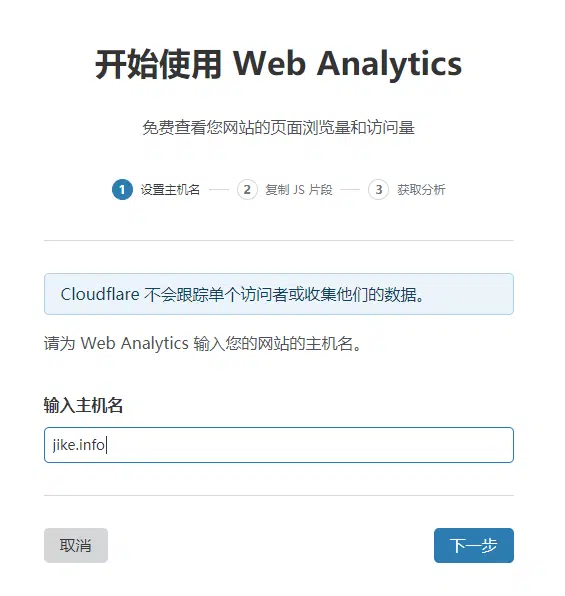 开始使用 Web Analytics
免费查看您网站的页面浏览量和访问量
1 设置主机名 2 复制 JS 片段 3 获取分析
Cloudflare 不会跟踪单个访问者或收集他们的数据。
请为 Web Analytics 输入您的网站的主机名。
输入主机名
jike.info
取消 下一步